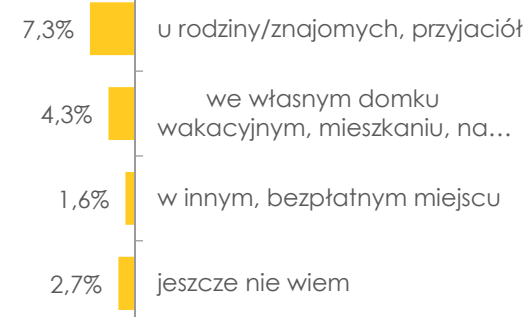 7,3% u rodziny/znajomych, przyjaciół
we własnym domku
4,3% wakacyjnym, mieszkaniu, na…
1,6% w innym, bezpłatnym miejscu
2,7% jeszcze nie wiem